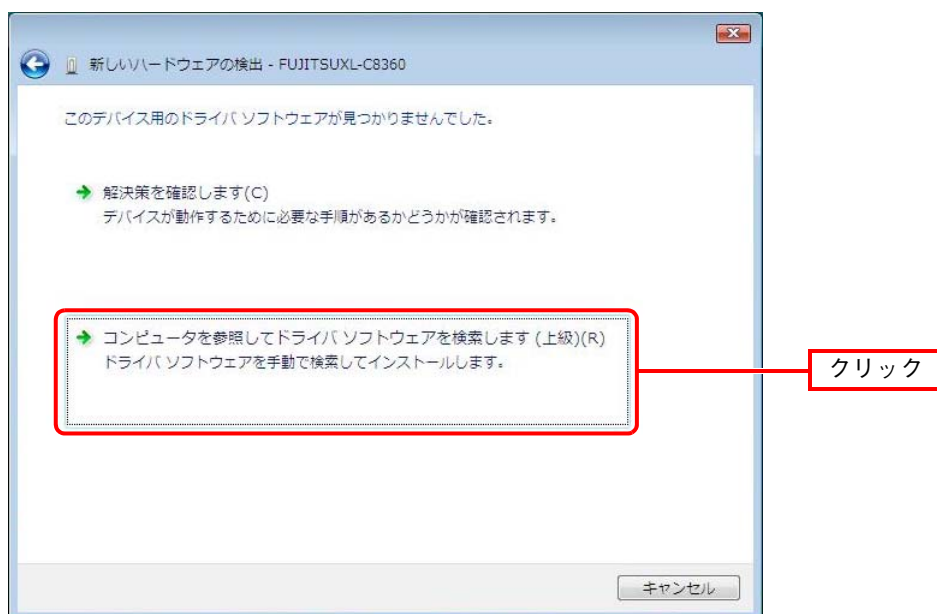 新しいハードウェアの検出 - FUJITSUXL-C8360
このデバイス用のドライバ ソフトウェアが見つかりませんでした。
解決策を確認します(C)
デバイスが動作するために必要な手順があるかどうかが確認されます。
コンピュータを参照してドライバ ソフトウェアを検索します (上級)(R)
ドライバ ソフトウェアを手動で検索してインストールします。
クリック
キャンセル